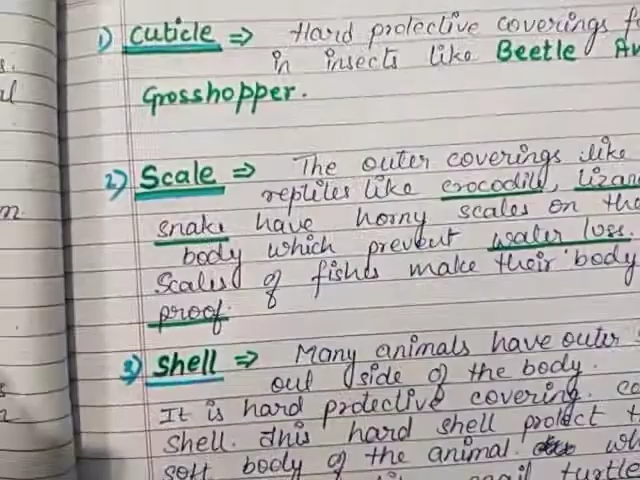 1) Cuticle ⇒ Hard protective coverings
in insects like Beetle
Grosshopper.
2) Scale ⇒ The outer coverings like
reptiles like crocodile,
snake have horny scales on the
body which prevent water loss.
Scales of fishes make their body
proof.
3) Shell ⇒ Many animals have outer
out side of the body.
It is hard protective covering.
shell. This hard shell protect
soft body of the animal.
turtle